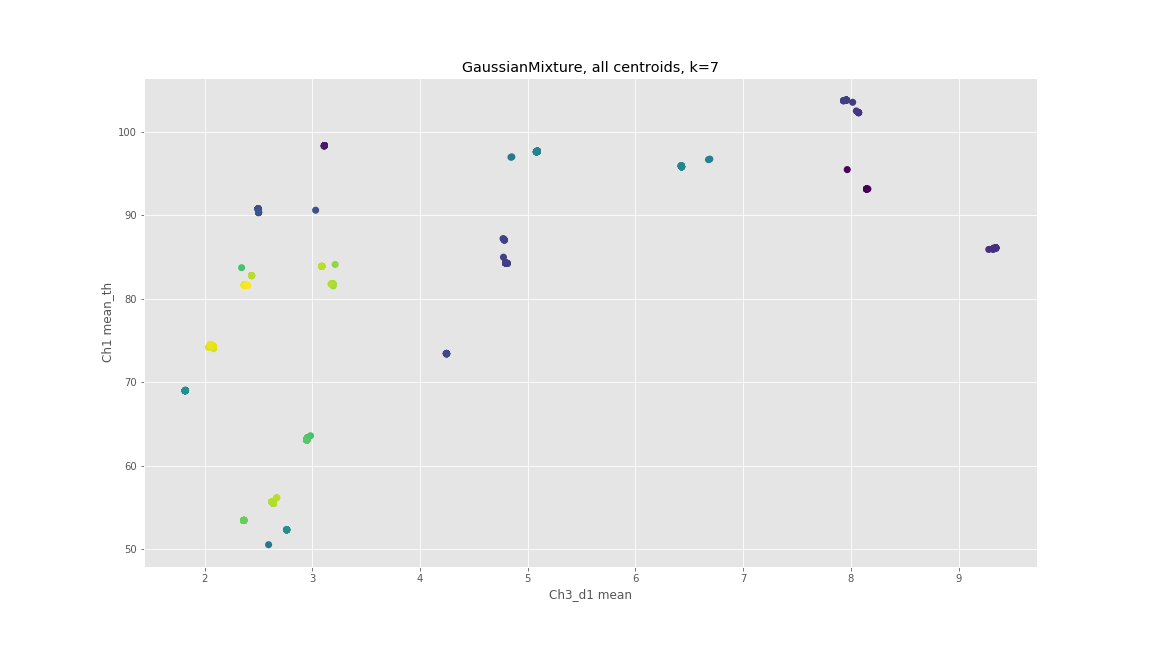 GaussianMixture, all centroids, k=7
100
90
80
70
60
50
Ch1 mean_th
2 3 4 5 6 7 8 9
Ch3_d1 mean